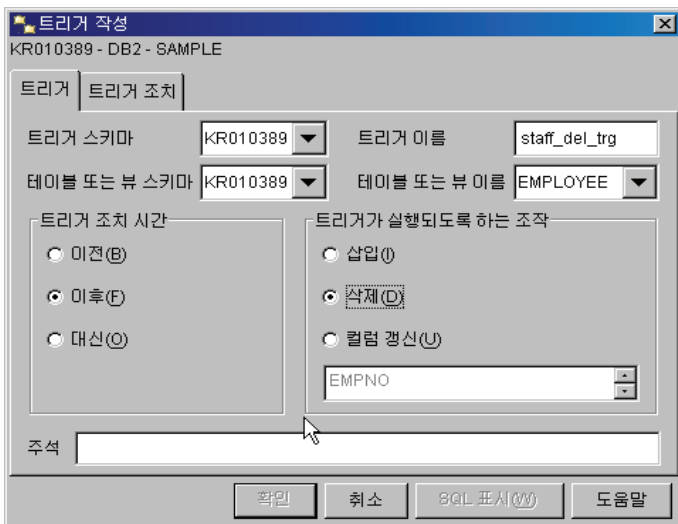 트리거 작성
KR010389 - DB2 - SAMPLE
트리거 트리거 조치
트리거 스키마 KR010389 트리거 이름 staff_del_trg
테이블 또는 뷰 스키마 KR010389 테이블 또는 뷰 이름 EMPLOYEE
트리거 조치 시간 트리거가 실행되도록 하는 조작
이전(B) 삽입(I)
이후(F) 삭제(D)
대신(O) 컬럼 갱신(U)
EMPNO
주석
확인 취소 SQL 표시(W) 도움말